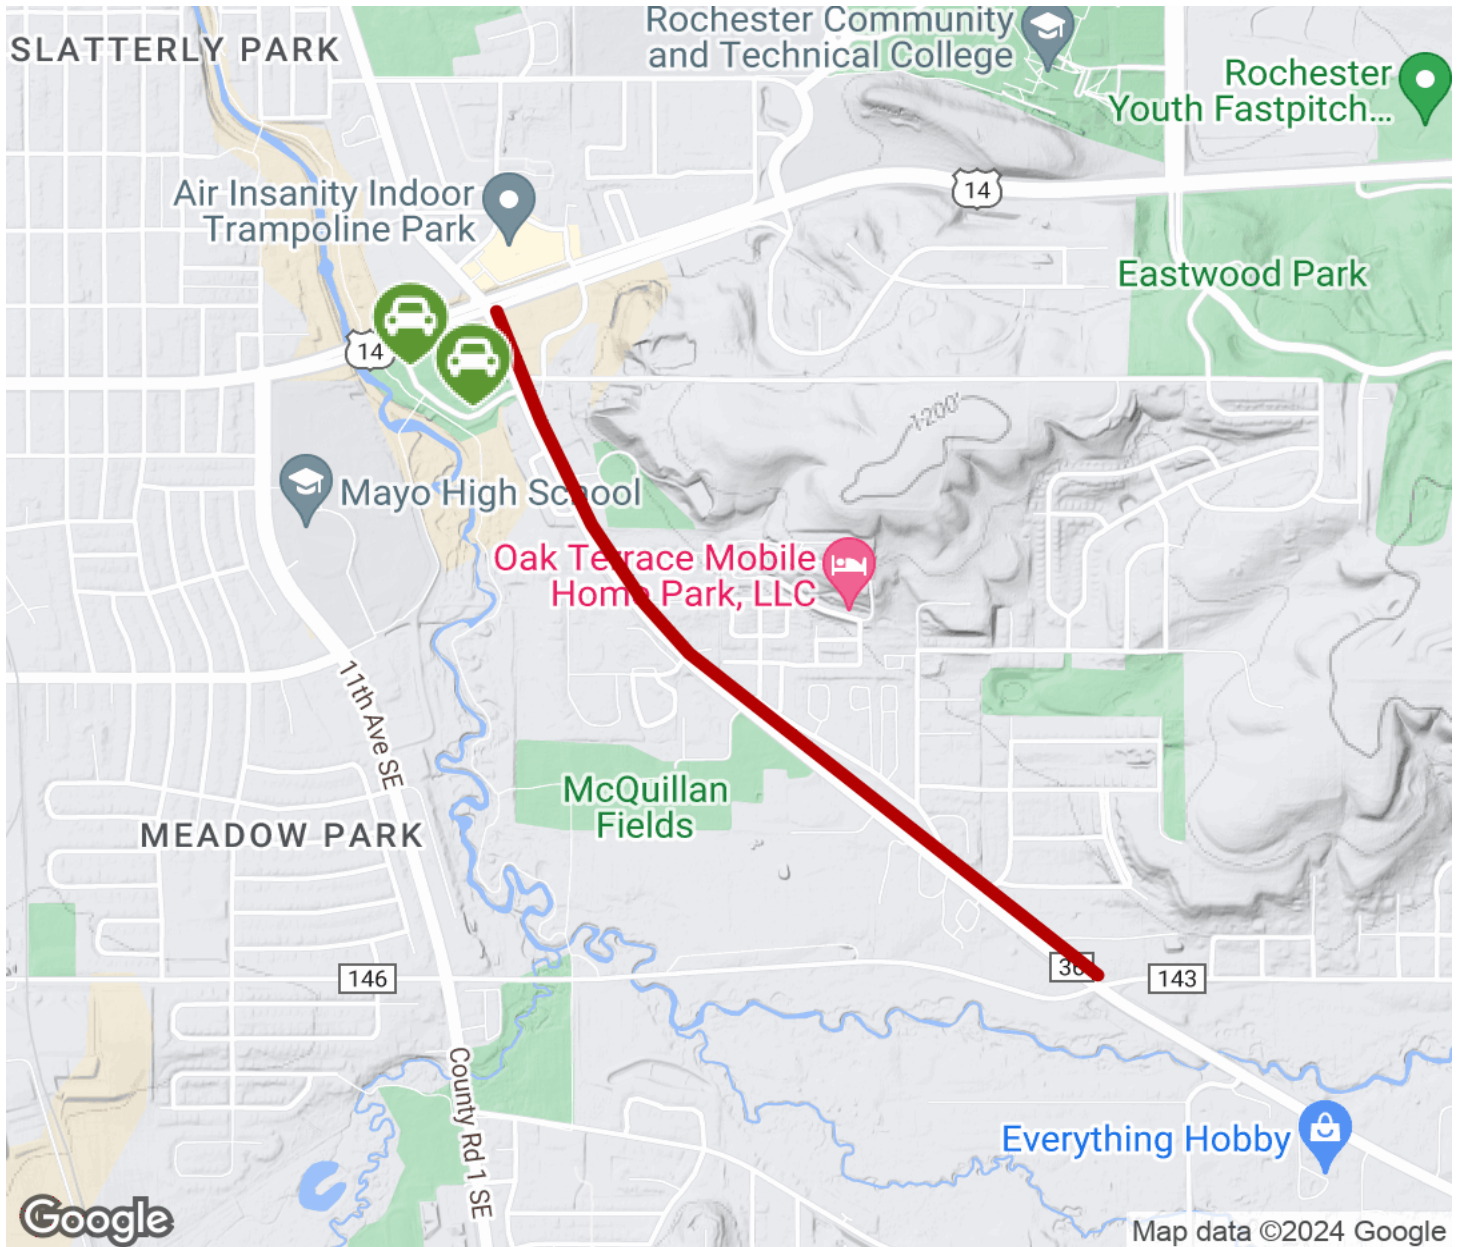 SLATTERLY PARK
Rochester Community
and Technical College
Rochester
Youth Fastpitch...
Air Insanity Indoor
Trampoline Park
14
Eastwood Park
14
1200'
Mayo High School
Oak Terrace Mobile
Home Park, LLC
11th Ave SE
McQuillan
Fields
MEADOW PARK
146
36
143
County Rd 1 SE
Everything Hobby
Google
Map data ©2024 Google